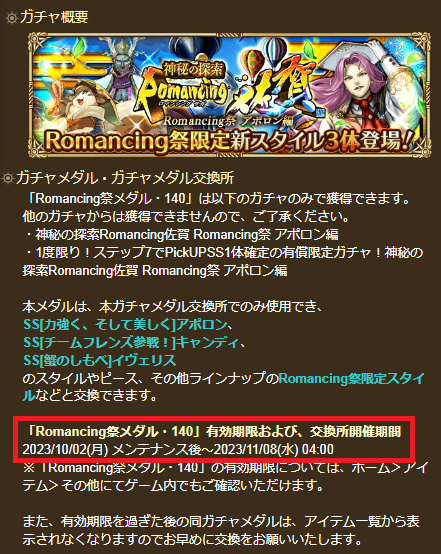 ガチャ概要
神秘の探索
Romancing佐賀
ロマンシング サガ
Romancing祭 アポロン編
Romancing祭限定新スタイル3体登場!!
ガチャメダル・ガチャメダル交換所
「Romancing祭メダル・140」は以下のガチャのみで獲得できます。
他のガチャからは獲得できませんので、ご了承ください。
・神秘の探索Romancing佐賀 Romancing祭 アポロン編
・1度限り！ステップ7でPickUPSS1体確定の有償限定ガチャ！神秘の
探索Romancing佐賀 Romancing祭 アポロン編
本メダルは、本ガチャメダル交換所でのみ使用でき、
SS[力強く、そして美しく]アポロン、
SS[チームフレンズ参戦！]キャンディ、
SS[蟹のしもべ]イヴェリス
のスタイルやピース、その他ラインナップのRomancing祭限定スタイ
ルなどと交換できます。
「Romancing祭メダル・140」有効期限および、交換所開催期間
2023/10/02(月) メンテナンス後～2023/11/08(水) 04:00
※「Romancing祭メダル・140」の有効期限については、ホーム＞アイ
テム＞その他にてゲーム内でもご確認いただけます。
また、有効期限を過ぎた後の同ガチャメダルは、アイテム一覧から表
示されなくなりますのでお早めに交換をお願いいたします。